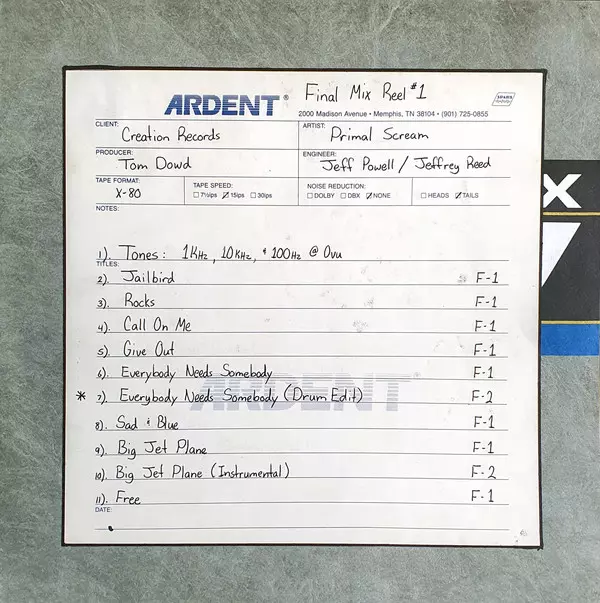 ARDENT® Final Mix Reel #1
2000 Madison Avenue • Memphis, TN 38104 • (901) 725-0855
CLIENT: Creation Records
ARTIST: Primal Scream
PRODUCER: Tom Dowd
ENGINEER: Jeff Powell / Jeffrey Reed
TAPE FORMAT: X-80
TAPE SPEED: 7½ips 15ips 30ips
NOISE REDUCTION: DOLBY DBX NONE HEADS TAILS
NOTES:
1). Tones: 1KHz, 10KHz, & 100Hz @ 0vu
TITLES:
2). Jailbird F-1
3). Rocks F-1
4). Call On Me F-1
5). Give Out F-1
6). Everybody Needs Somebody F-1
* 7). Everybody Needs Somebody (Drum Edit) F-2
ARDENT
8). Sad & Blue F-1
9). Big Jet Plane F-1
10). Big Jet Plane (Instrumental) F-2
11). Free F-1
DATE:
X